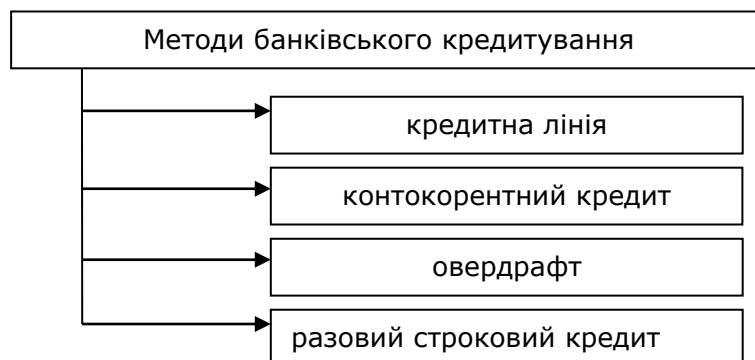 Методи банківського кредитування
кредитна лінія
контокорентний кредит
овердрафт
разовий строковий кредит